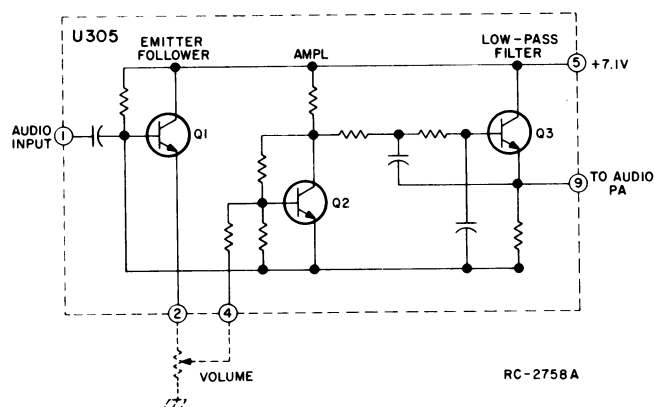 U305
EMITTER
FOLLOWER
AMPL
LOW-PASS
FILTER
5 +7.1V
AUDIO
INPUT
1
Q1
Q2
Q3
9 TO AUDIO
PA
2
4
VOLUME
RC-2758A